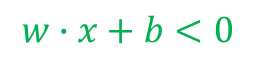 w · x + b < 0